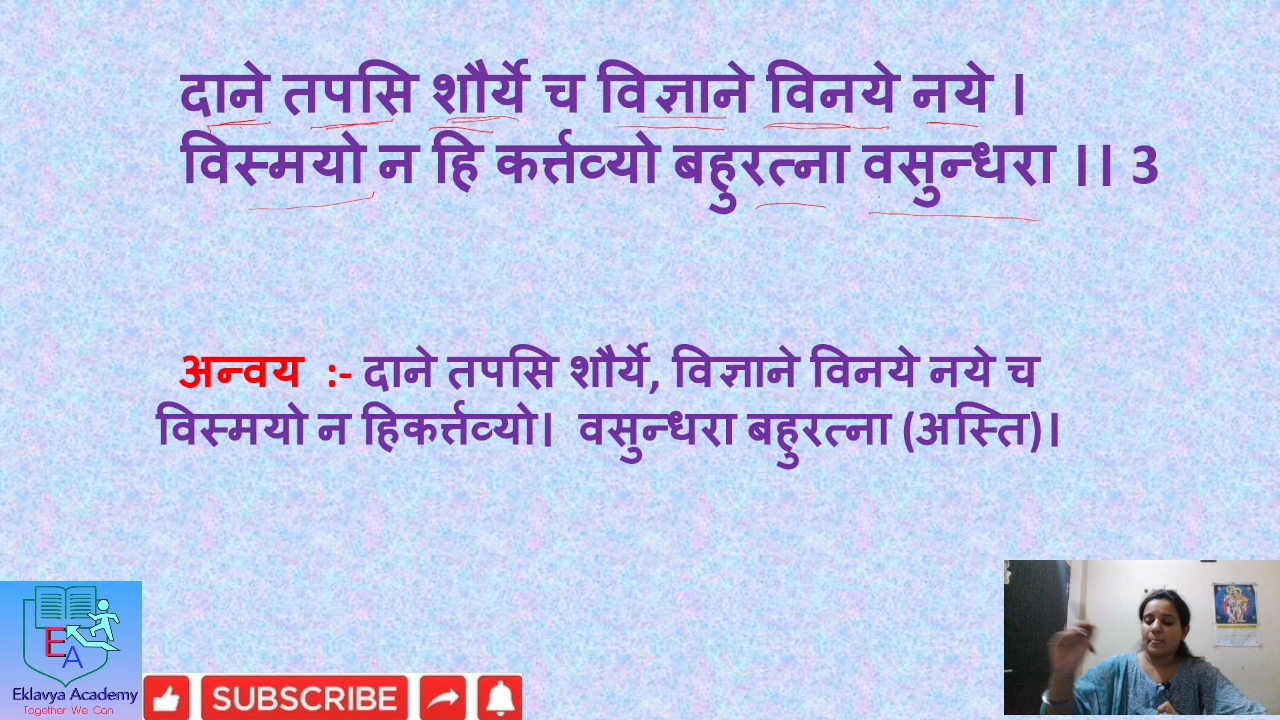 दाने तपसि शौर्ये च विज्ञाने विनये नये ।
विस्मयो न हि कर्त्तव्यो बहुरत्ना वसुन्धरा ।। 3
अन्वय :- दाने तपसि शौर्ये, विज्ञाने विनये नये च
विस्मयो न हिकर्त्तव्यो। वसुन्धरा बहुरत्ना (अस्ति)।
EA
Eklavya Academy
Together We Can
SUBSCRIBE